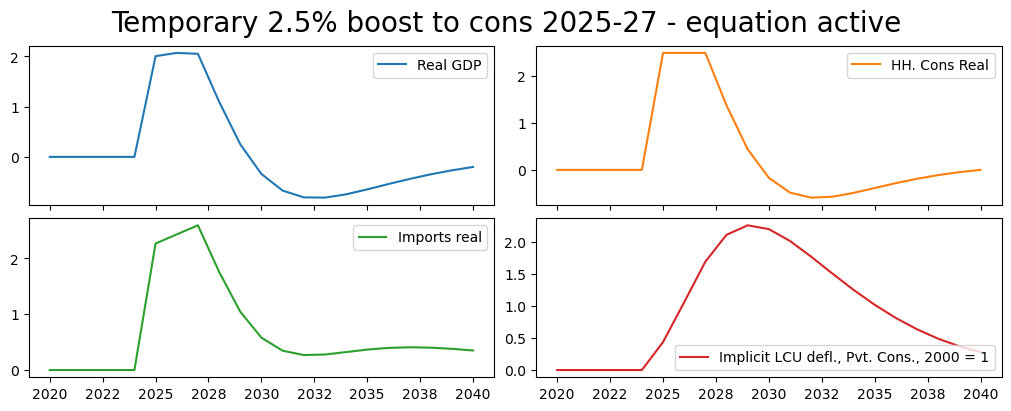 Temporary 2.5% boost to cons 2025-27 - equation active
2
1
0
Real GDP
2
1
0
HH. Cons Real
2
1
0
Imports real
2020 2022 2025 2028 2030 2032 2035 2038 2040
2.0
1.5
1.0
0.5
0.0
Implicit LCU defl., Pvt. Cons., 2000 = 1
2020 2022 2025 2028 2030 2032 2035 2038 2040